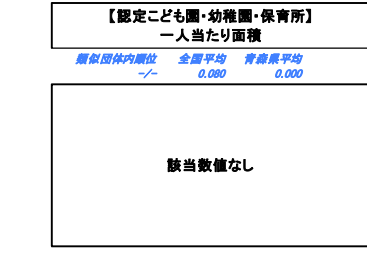 【認定こども園・幼稚園・保育所】
一人当たり面積
類似団体内順位 全国平均 青森県平均
-/- 0.080 0.000
該当数値なし